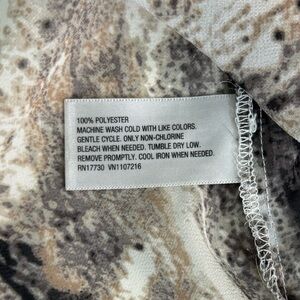 100% POLYESTER
MACHINE WASH COLD WITH LIKE COLORS.
GENTLE CYCLE. ONLY NON-CHLORINE
BLEACH WHEN NEEDED. TUMBLE DRY LOW.
REMOVE PROMPTLY. COOL IRON WHEN NEEDED.
RN17730 VN1107216